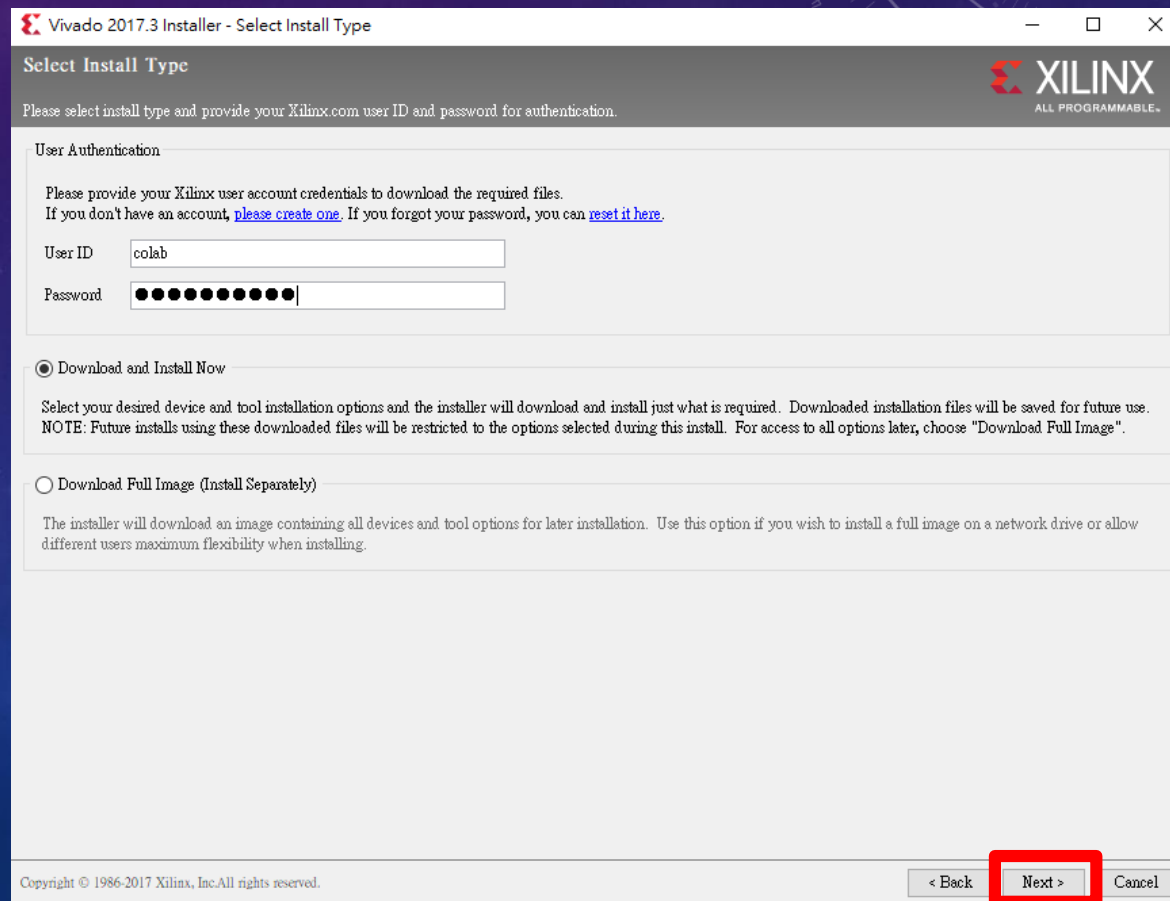 Vivado 2017.3 Installer - Select Install Type
Select Install Type
XILINX
ALL PROGRAMMABLE.
Please select install type and provide your Xilinx.com user ID and password for authentication.
User Authentication
Please provide your Xilinx user account credentials to download the required files.
If you don't have an account, please create one. If you forgot your password, you can reset it here.
User ID colab
Password ●●●●●●●●●●
Download and Install Now
Select your desired device and tool installation options and the installer will download and install just what is required. Downloaded installation files will be saved for future use.
NOTE: Future installs using these downloaded files will be restricted to the options selected during this install. For access to all options later, choose "Download Full Image".
Download Full Image (Install Separately)
The installer will download an image containing all devices and tool options for later installation. Use this option if you wish to install a full image on a network drive or allow
different users maximum flexibility when installing.
Copyright © 1986-2017 Xilinx, Inc.All rights reserved.
< Back Next > Cancel